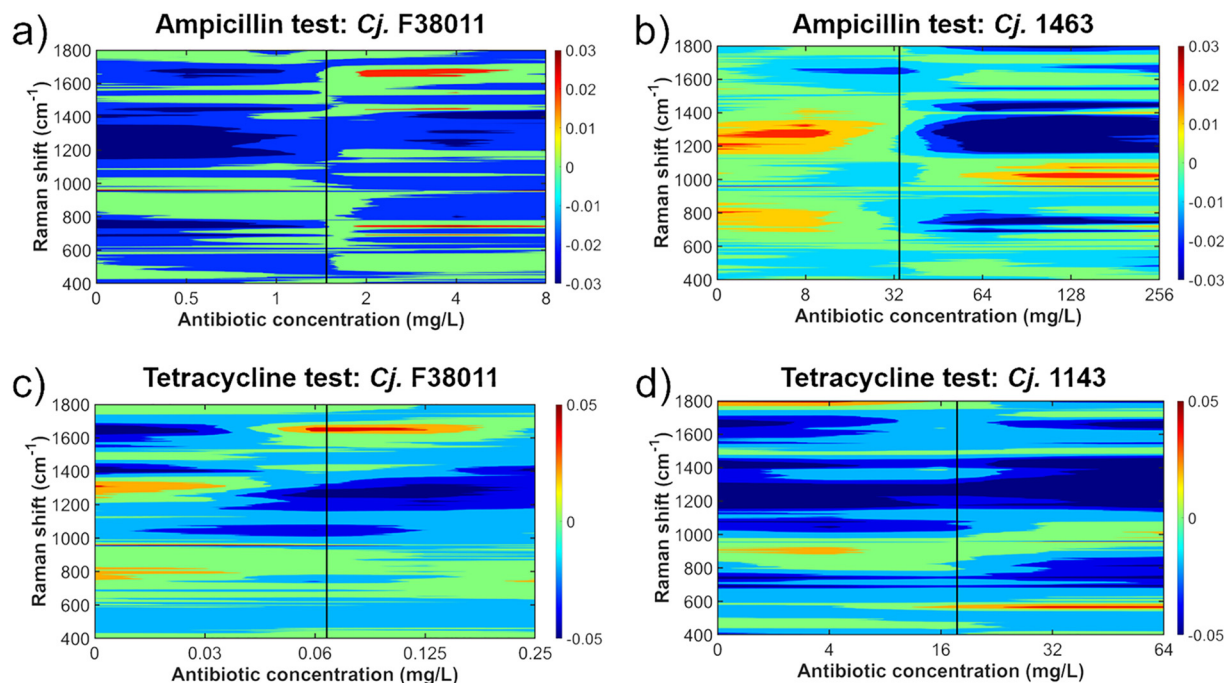 a)
Ampicillin test: Cj. F38011
1800
1600
1400
1200
1000
800
600
400
Raman shift (cm-1)
0 0.5 1 2 4 8
Antibiotic concentration (mg/L)
0.03
0.02
0.01
0
-0.01
-0.02
-0.03
b)
Ampicillin test: Cj. 1463
1800
1600
1400
1200
1000
800
600
400
Raman shift (cm-1)
0 8 32 64 128 256
Antibiotic concentration (mg/L)
0.03
0.02
0.01
0
-0.01
-0.02
-0.03
c)
Tetracycline test: Cj. F38011
1800
1600
1400
1200
1000
800
600
400
Raman shift (cm-1)
0 0.03 0.06 0.125 0.25
Antibiotic concentration (mg/L)
0.05
0
-0.05
d)
Tetracycline test: Cj. 1143
1800
1600
1400
1200
1000
800
600
400
Raman shift (cm-1)
0 4 16 32 64
Antibiotic concentration (mg/L)
0.05
0
-0.05